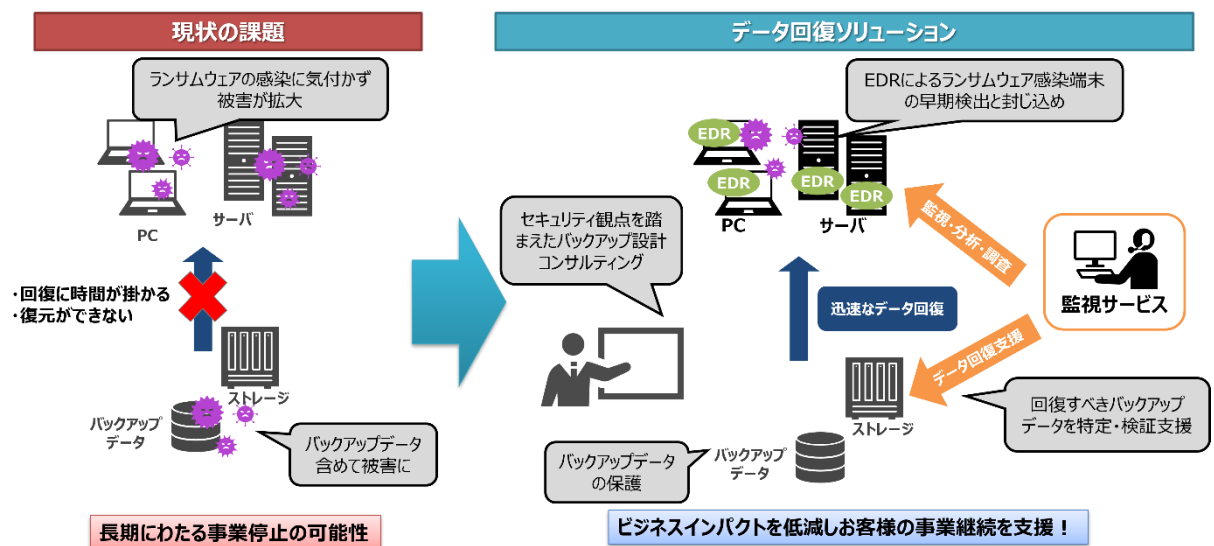 現状の課題
ランサムウェアの感染に気付かず
被害が拡大
サーバ
PC
・回復に時間が掛かる
・復元ができない
ストレージ
バックアップ
データ
バックアップデータ
含めて被害に
長期にわたる事業停止の可能性
データ回復ソリューション
EDRによるランサムウェア感染端末
の早期検出と封じ込め
EDR
EDR
EDR
EDR
PC
サーバ
セキュリティ観点を踏
まえたバックアップ設計
コンサルティング
監視・分析・調査
監視サービス
迅速なデータ回復
データ回復支援
ストレージ
回復すべきバックアップ
データを特定・検証支援
バックアップデータ
の保護
バックアップ
データ
ビジネスインパクトを低減しお客様の事業継続を支援！